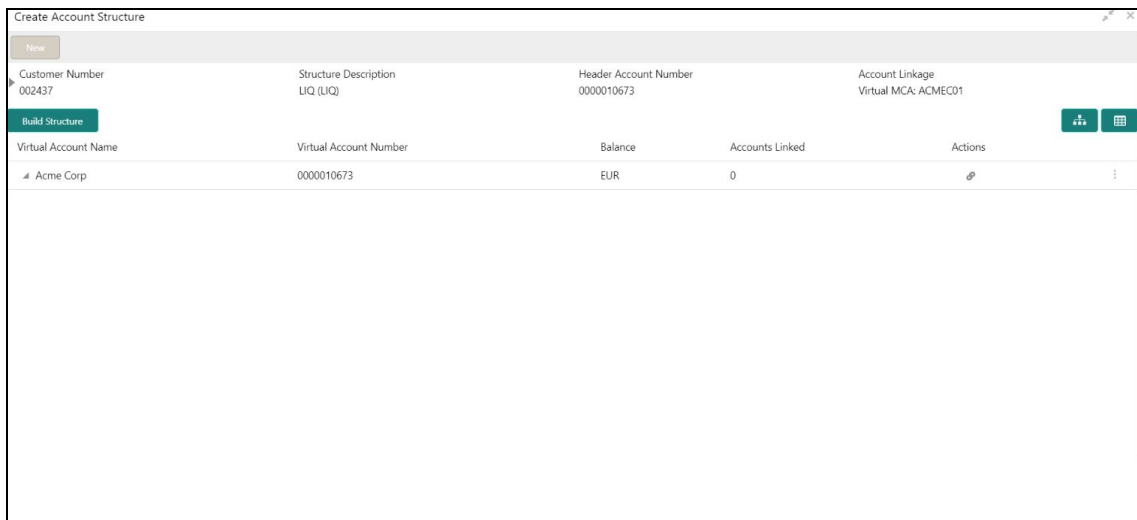 Create Account Structure
New
Customer Number Structure Description Header Account Number Account Linkage
002437 LIQ (LIQ) 0000010673 Virtual MCA: ACMEC01
Build Structure
Virtual Account Name Virtual Account Number Balance Accounts Linked Actions
Acme Corp 0000010673 EUR 0